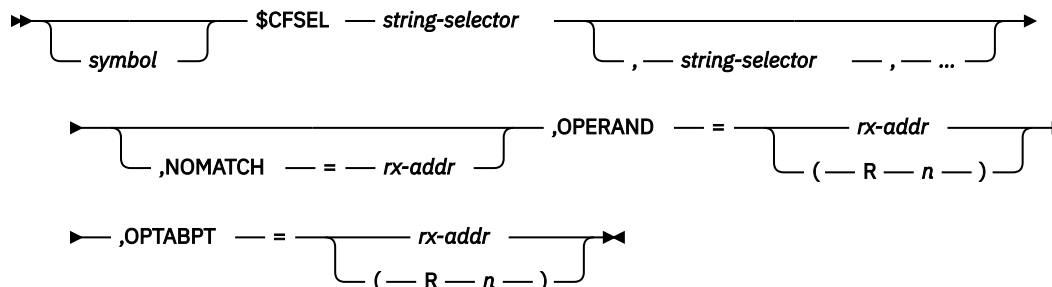 $CFSEL string-selector
symbol , string-selector , ...
,OPERAND = rx-addr
,NOMATCH = rx-addr ( R n )
,OPTABPT = rx-addr
( R n )